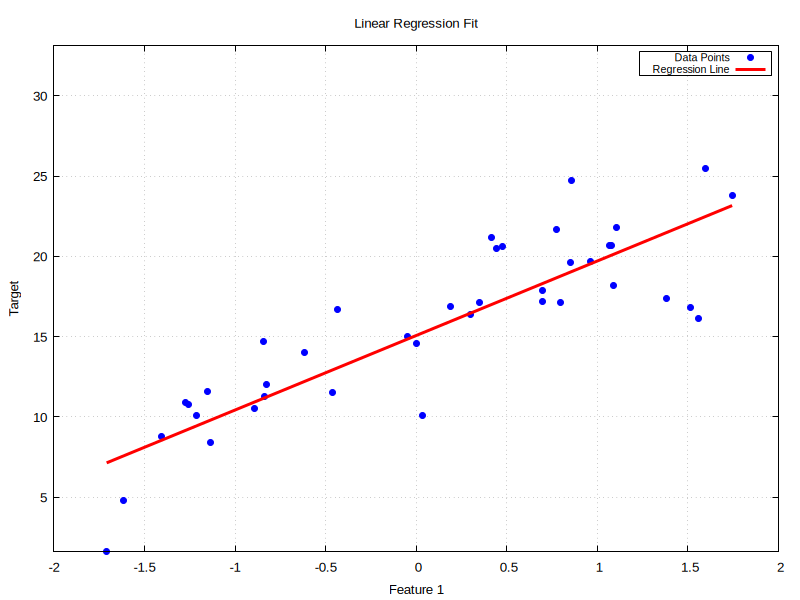 Linear Regression Fit
Data Points
Regression Line
30
25
20
15
10
5
Target
-2 -1.5 -1 -0.5 0 0.5 1 1.5 2
Feature 1